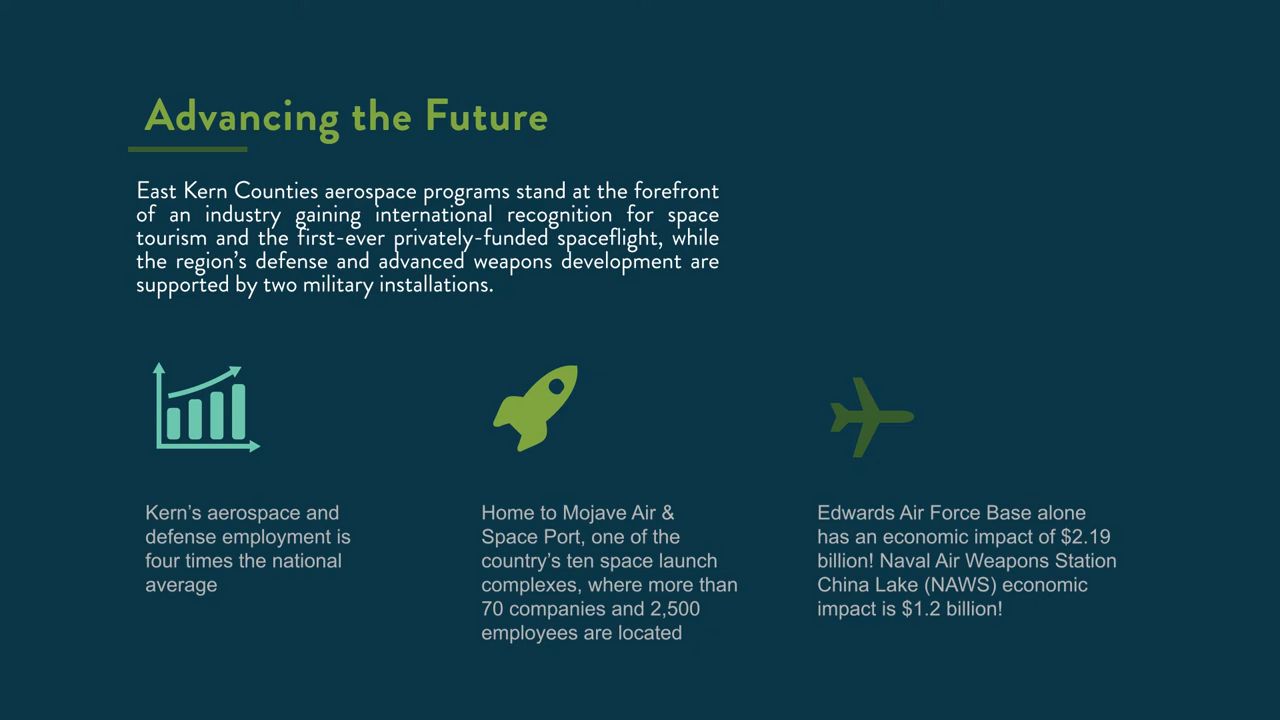 Advancing the Future
East Kern Counties aerospace programs stand at the forefront
of an industry gaining international recognition for space
tourism and the first-ever privately-funded spaceflight, while
the region's defense and advanced weapons development are
supported by two military installations.
Kern's aerospace and
defense employment is
four times the national
average
Home to Mojave Air &
Space Port, one of the
country's ten space launch
complexes, where more than
70 companies and 2,500
employees are located
Edwards Air Force Base alone
has an economic impact of $2.19
billion! Naval Air Weapons Station
China Lake (NAWS) economic
impact is $1.2 billion!